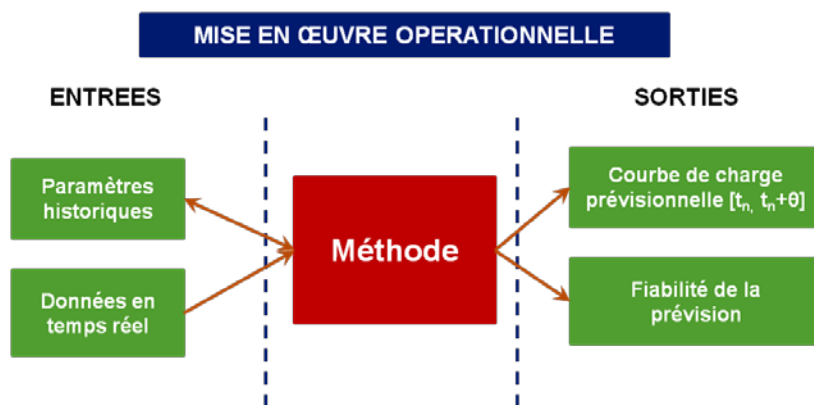 MISE EN ŒUVRE OPERATIONNELLE
ENTREES
SORTIES
Paramètres
historiques
Données en
temps réel
Méthode
Courbe de charge
prévisionnelle [tn, tn+θ]
Fiabilité de la
prévision